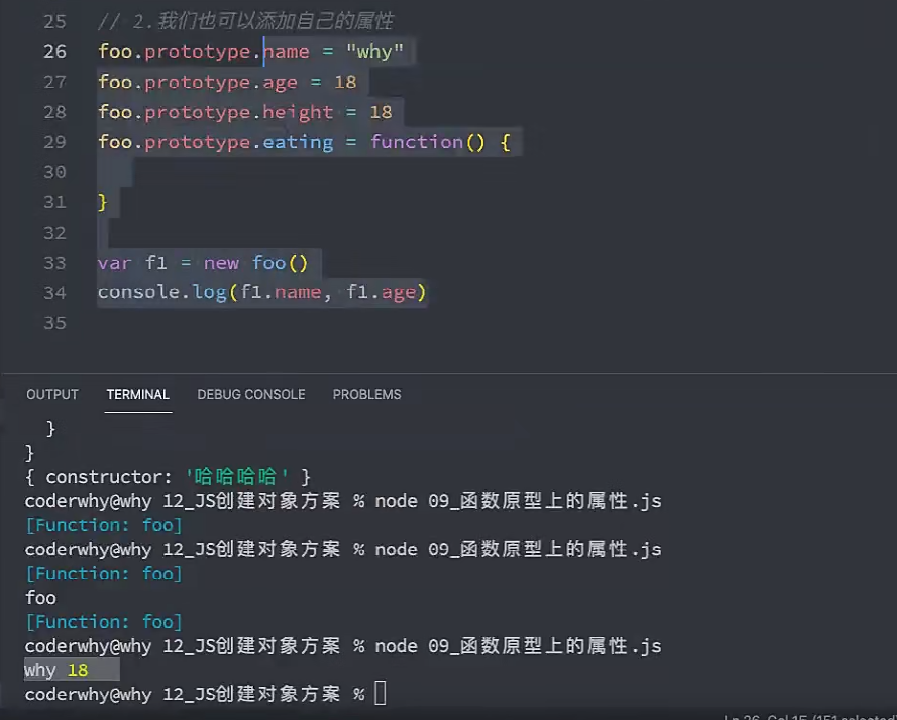 25 // 2.我们也可以添加自己的属性
26 foo.prototype.name = "why"
27 foo.prototype.age = 18
28 foo.prototype.height = 18
29 foo.prototype.eating = function() {
30
31 }
32
33 var f1 = new foo()
34 console.log(f1.name, f1.age)
35
OUTPUT TERMINAL DEBUG CONSOLE PROBLEMS
}
}
{ constructor: '哈哈哈哈' }
coderwhy@why 12_JS创建对象方案 % node 09_函数原型上的属性.js
[Function: foo]
coderwhy@why 12_JS创建对象方案 % node 09_函数原型上的属性.js
[Function: foo]
foo
[Function: foo]
coderwhy@why 12_JS创建对象方案 % node 09_函数原型上的属性.js
why 18
coderwhy@why 12_JS创建对象方案 %